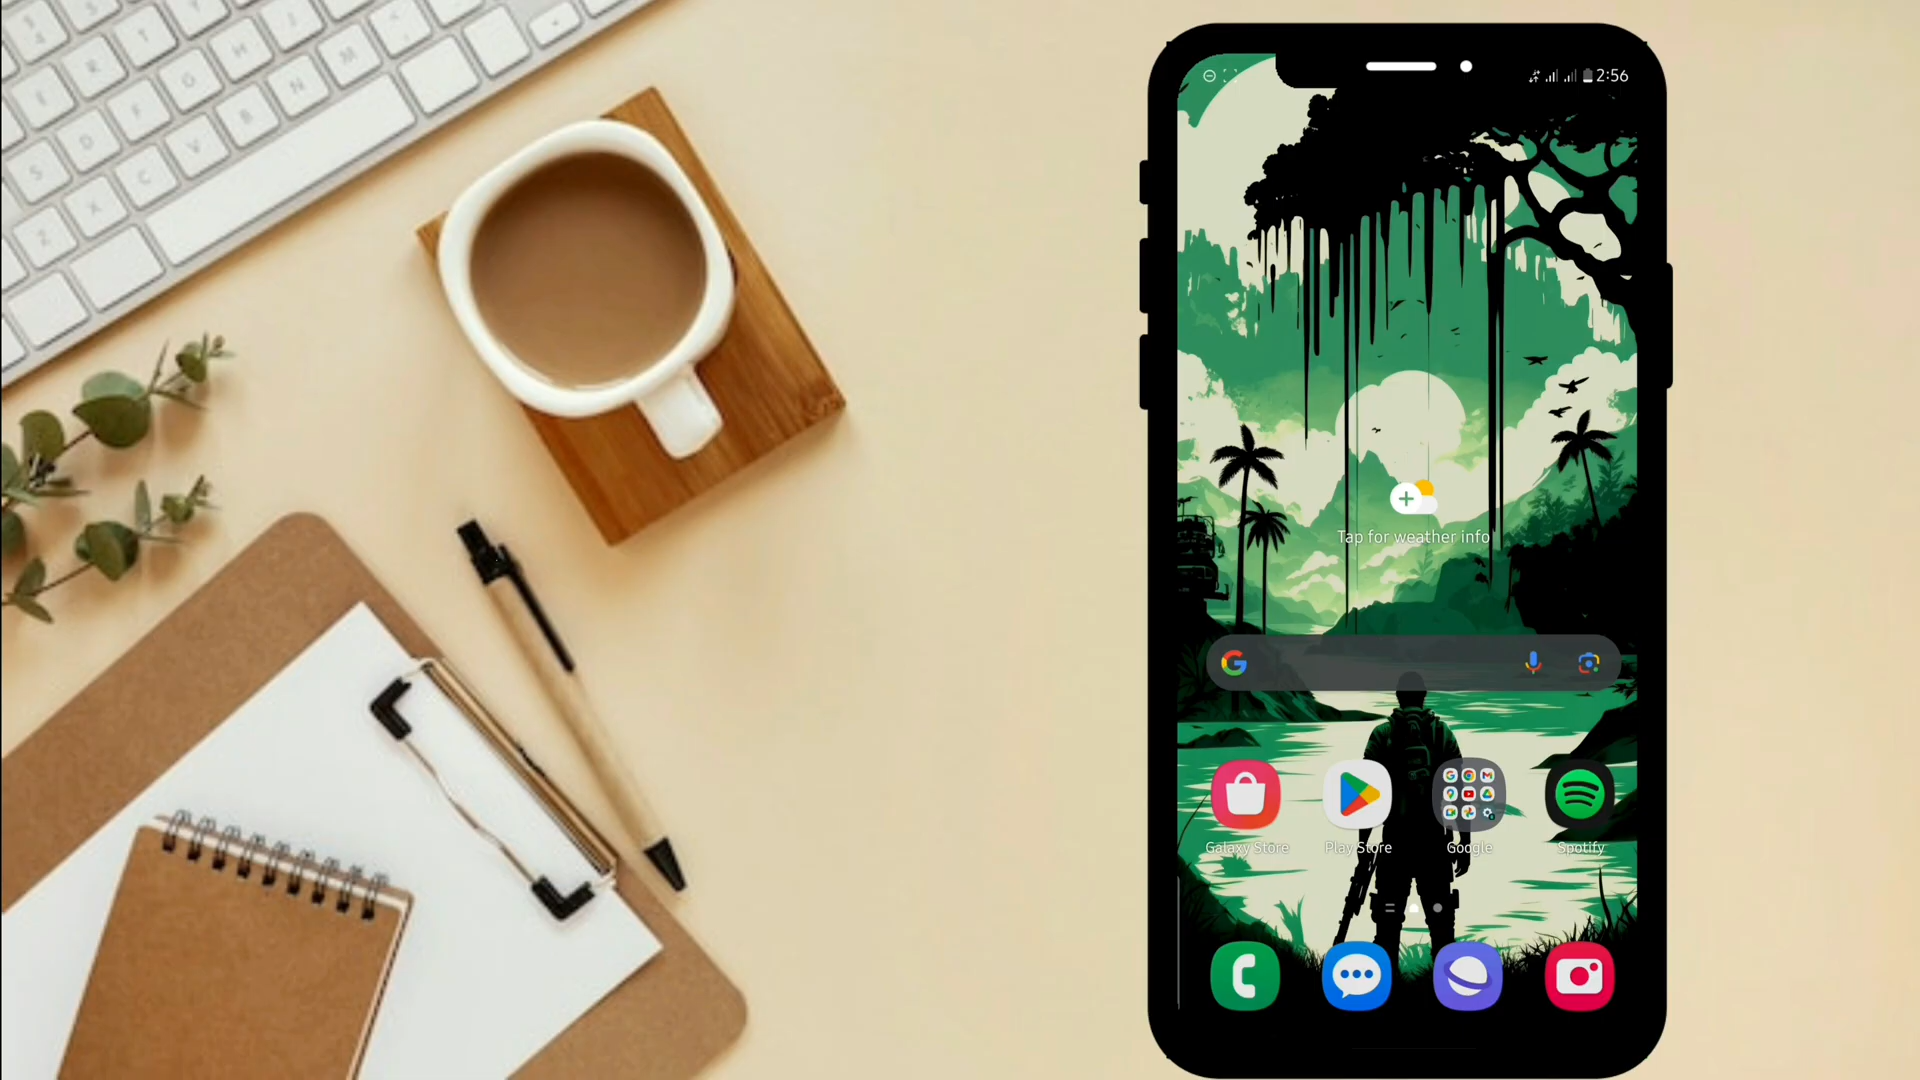 2:56
Tap for weather info
Galaxy Store
Play Store
Google
Spotify